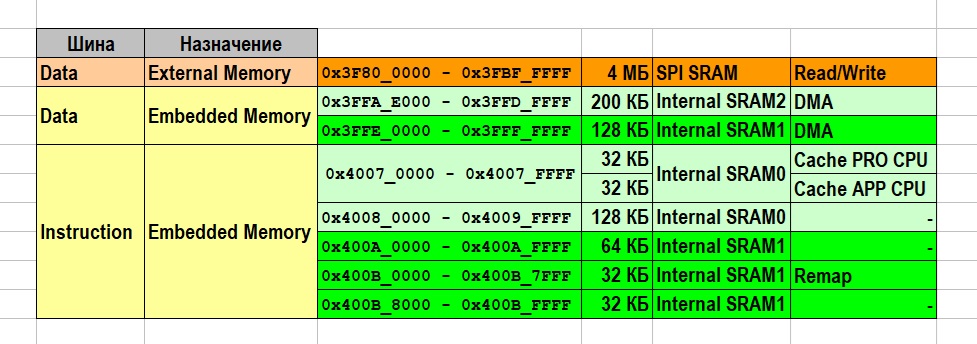 Шина Назначение
Data External Memory 0x3F80_0000 - 0x3FBF_FFFF 4 МБ SPI SRAM Read/Write
Data Embedded Memory 0x3FFA_E000 - 0x3FFD_FFFF 200 КБ Internal SRAM2 DMA
0x3FFE_0000 - 0x3FFF_FFFF 128 КБ Internal SRAM1 DMA
Instruction Embedded Memory 0x4007_0000 - 0x4007_FFFF 32 КБ Internal SRAM0 Cache PRO CPU
32 КБ Cache APP CPU
0x4008_0000 - 0x4009_FFFF 128 КБ Internal SRAM0 -
0x400A_0000 - 0x400A_FFFF 64 КБ Internal SRAM1 -
0x400B_0000 - 0x400B_7FFF 32 КБ Internal SRAM1 Remap
0x400B_8000 - 0x400B_FFFF 32 КБ Internal SRAM1 -